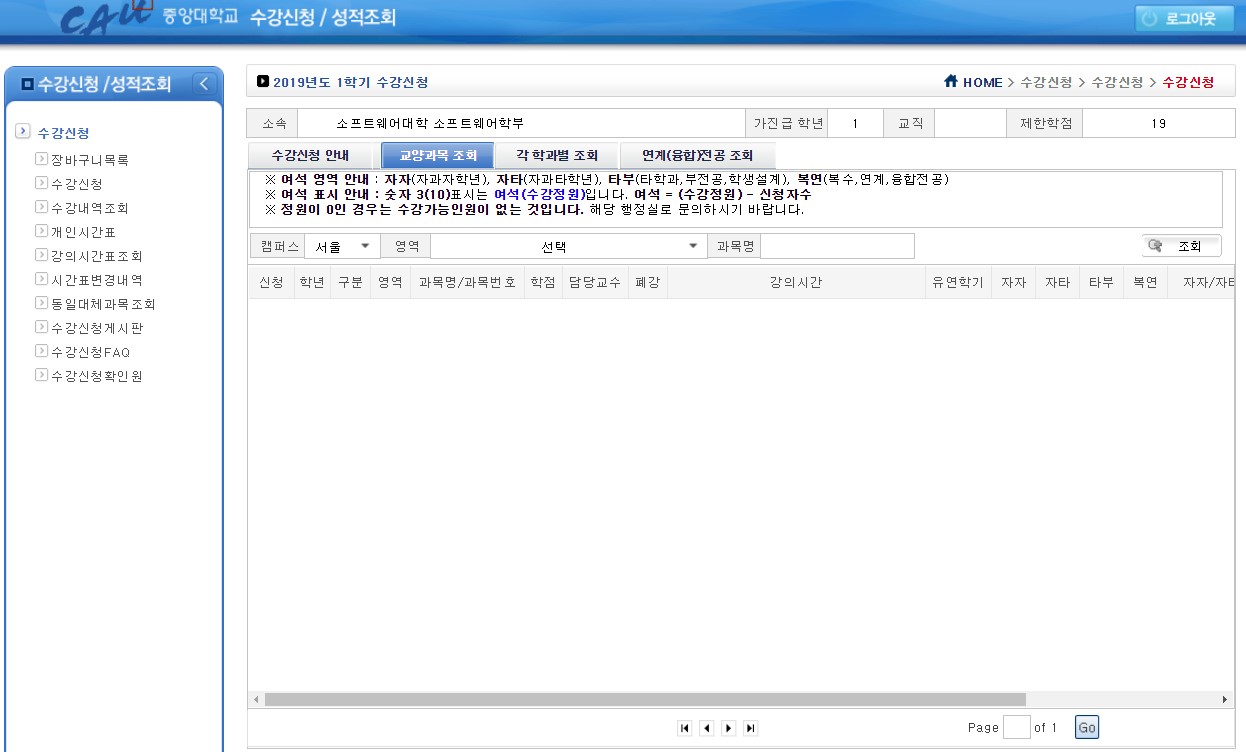 CAU 중앙대학교 수강신청 / 성적조회 로그아웃
수강신청 /성적조회
수강신청
장바구니목록
수강신청
수강내역조회
개인시간표
강의시간표조회
시간표변경내역
동일대체과목조회
수강신청게시판
수강신청FAQ
수강신청확인원
2019년도 1학기 수강신청 HOME > 수강신청 > 수강신청 > 수강신청
소속 소프트웨어대학 소프트웨어학부 가진급 학년 1 교직 제한학점 19
수강신청 안내 교양과목 조회 각 학과별 조회 연계(융합)전공 조회
※ 여석 영역 안내 : 자자(자과자학년), 자타(자과타학년), 타부(타학과,부전공,학생설계), 복연(복수,연계,융합전공)
※ 여석 표시 안내 : 숫자 3(10)표시는 여석(수강정원)입니다. 여석 = (수강정원) - 신청자수
※ 정원이 0인 경우는 수강가능인원이 없는 것입니다. 해당 행정실로 문의하시기 바랍니다.
캠퍼스 서울 영역 선택 과목명 조회
신청 학년 구분 영역 과목명/과목번호 학점 담당교수 폐강 강의시간 유연학기 자자 자타 타부 복연 자자/자타
Page of 1 Go